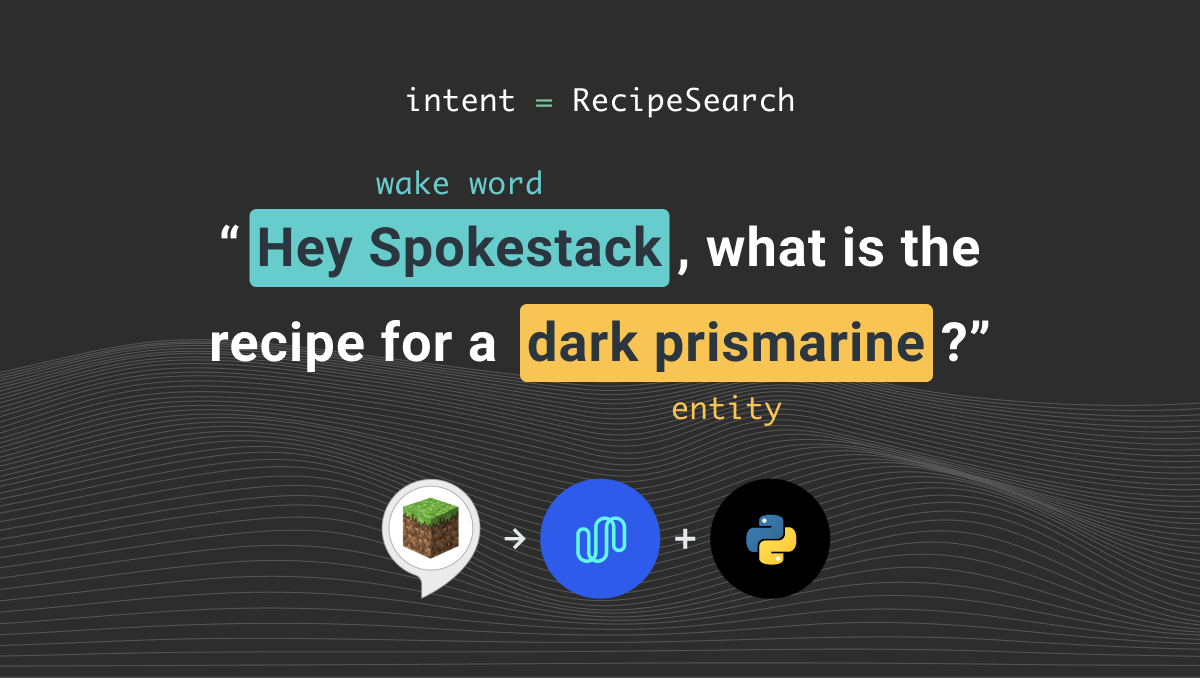 intent = RecipeSearch
wake word
“Hey Spokestack, what is the
recipe for a dark prismarine?”
entity